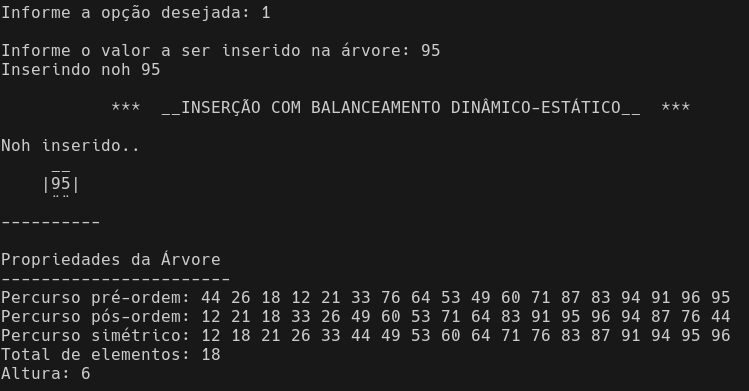 Informe a opção desejada: 1
Informe o valor a ser inserido na árvore: 95
Inserindo noh 95
***  __INSERÇÃO COM BALANCEAMENTO DINÂMICO-ESTÁTICO__  ***
Noh inserido..
__
|95|
¨¨
----------
Propriedades da Árvore
-----------------------
Percurso pré-ordem: 44 26 18 12 21 33 76 64 53 49 60 71 87 83 94 91 96 95
Percurso pós-ordem: 12 21 18 33 26 49 60 53 71 64 83 91 95 96 94 87 76 44
Percurso simétrico: 12 18 21 26 33 44 49 53 60 64 71 76 83 87 91 94 95 96
Total de elementos: 18
Altura: 6